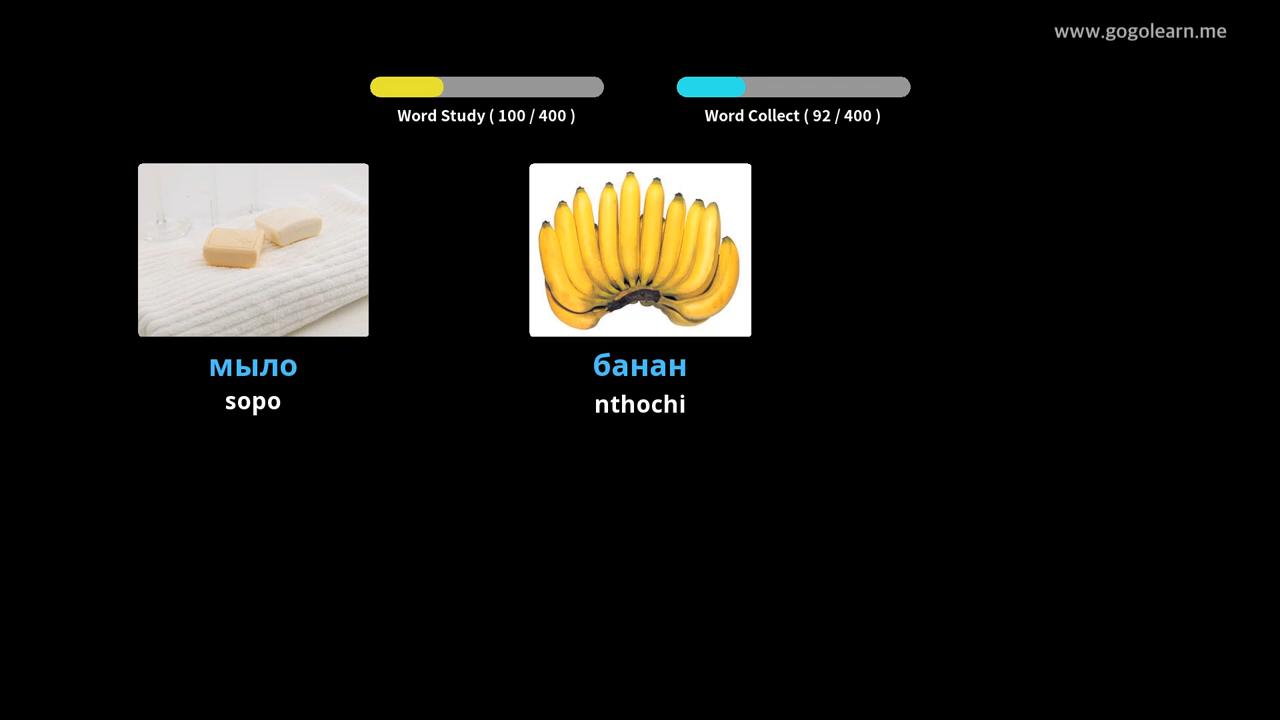 www.gogolearn.me
Word Study ( 100 / 400 )
Word Collect ( 92 / 400 )
мыло
sopo
банан
nthochi